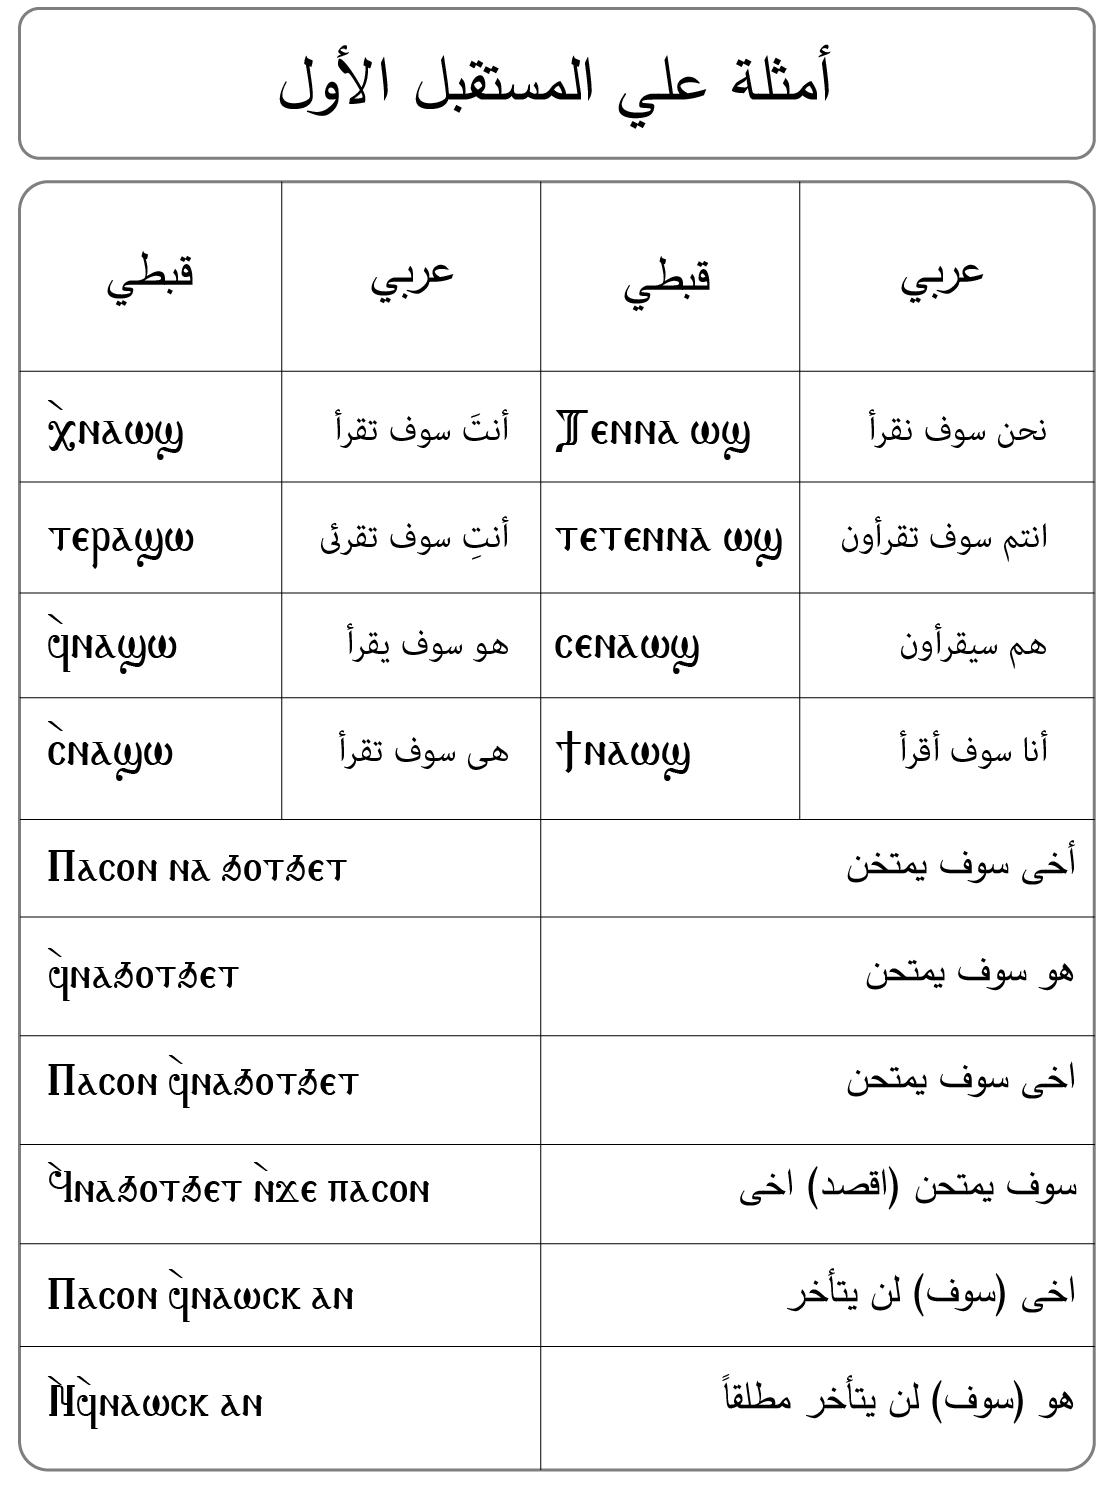 أمثلة علي المستقبل الأول
عربي قبطي عربي قبطي
نحن سوف نقرأ Ⲧⲉⲛⲛⲁ ⲱϣ أنتَ سوف تقرأ ⲭ̀ⲛⲁⲱϣ
انتم سوف تقرأون ⲧⲉⲧⲉⲛⲛⲁ ⲱϣ أنتِ سوف تقرئى ⲧⲉⲣⲁϣⲱ
هم سيقرأون ⲥⲉⲛⲁⲱϣ هو سوف يقرأ ϥ̀ⲛⲁϣⲱ
أنا سوف أقرأ ϯⲛⲁⲱϣ هى سوف تقرأ ⲥ̀ⲛⲁϣⲱ
أخى سوف يمتخن Ⲡⲁⲥⲟⲛ ⲛⲁ ϧⲟⲧϧⲉⲧ
هو سوف يمتحن ϥ̀ⲛⲁϧⲟⲧϧⲉⲧ
اخى سوف يمتحن Ⲡⲁⲥⲟⲛ ϥ̀ⲛⲁϧⲟⲧϧⲉⲧ
سوف يمتحن (اقصد) اخى Ϥ̀ⲛⲁϧⲟⲧϧⲉⲧ ⲛ̀ϫⲉ ⲡⲁⲥⲟⲛ
اخى (سوف) لن يتأخر Ⲡⲁⲥⲟⲛ ϥ̀ⲛⲁⲱⲥⲕ ⲁⲛ
هو (سوف) لن يتأخر مطلقاً Ⲛ̀ϥ̀ⲛⲁⲱⲥⲕ ⲁⲛ